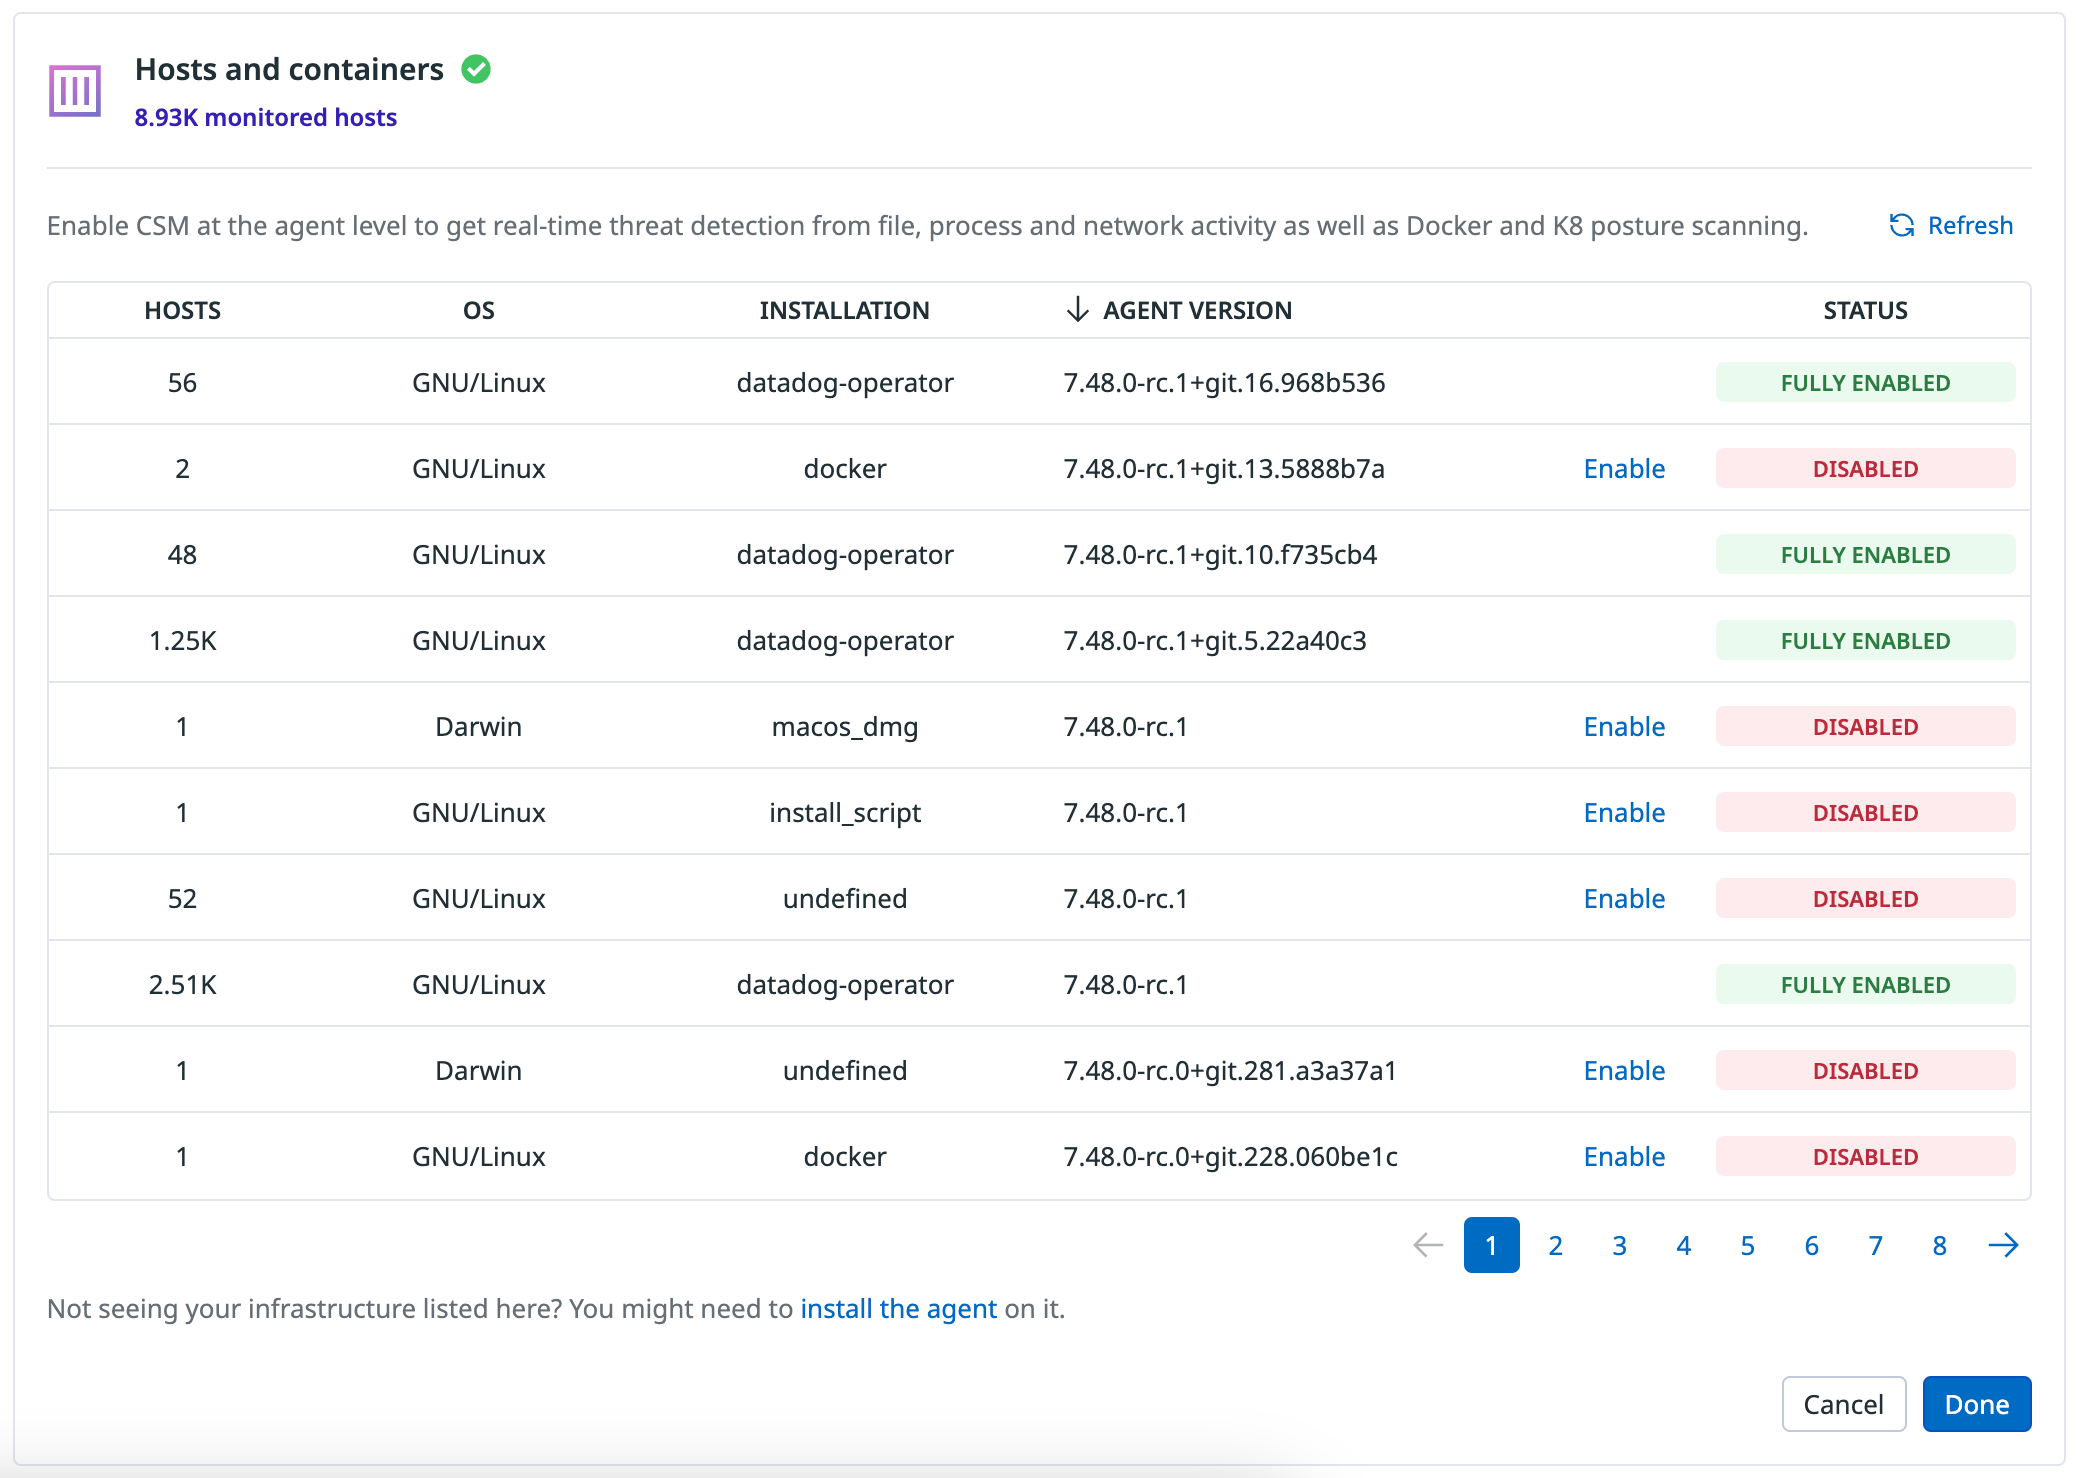 Hosts and containers
8.93K monitored hosts
Enable CSM at the agent level to get real-time threat detection from file, process and network activity as well as Docker and K8 posture scanning. Refresh
HOSTS OS INSTALLATION AGENT VERSION STATUS
56 GNU/Linux datadog-operator 7.48.0-rc.1+git.16.968b536 FULLY ENABLED
2 GNU/Linux docker 7.48.0-rc.1+git.13.5888b7a Enable DISABLED
48 GNU/Linux datadog-operator 7.48.0-rc.1+git.10.f735cb4 FULLY ENABLED
1.25K GNU/Linux datadog-operator 7.48.0-rc.1+git.5.22a40c3 FULLY ENABLED
1 Darwin macos_dmg 7.48.0-rc.1 Enable DISABLED
1 GNU/Linux install_script 7.48.0-rc.1 Enable DISABLED
52 GNU/Linux undefined 7.48.0-rc.1 Enable DISABLED
2.51K GNU/Linux datadog-operator 7.48.0-rc.1 FULLY ENABLED
1 Darwin undefined 7.48.0-rc.0+git.281.a3a37a1 Enable DISABLED
1 GNU/Linux docker 7.48.0-rc.0+git.228.060be1c Enable DISABLED
1 2 3 4 5 6 7 8
Not seeing your infrastructure listed here? You might need to install the agent on it.
Cancel Done